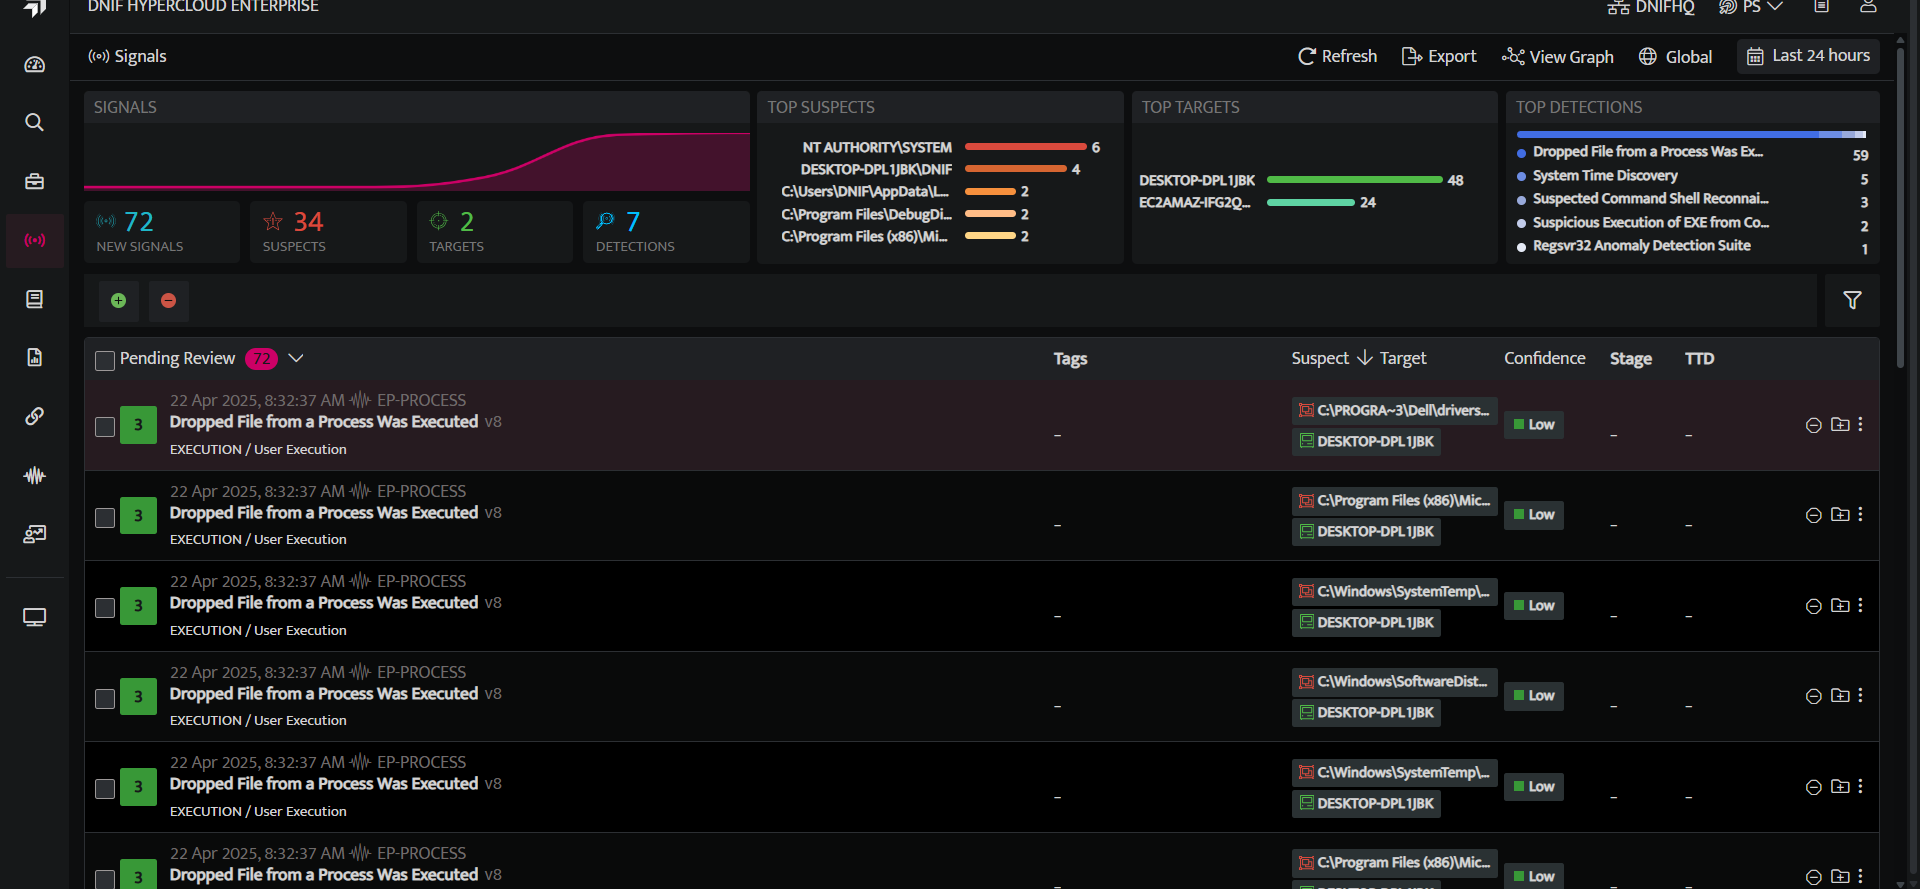 DNIF HYPERCLOUD ENTERPRISE
DNIFHQ
PS
Signals
Refresh
Export
View Graph
Global
Last 24 hours
SIGNALS
72
NEW SIGNALS
34
SUSPECTS
2
TARGETS
7
DETECTIONS
TOP SUSPECTS
NT AUTHORITY\SYSTEM 6
DESKTOP-DPL1JBK\DNIF 4
C:\Users\DNIF\AppData\L... 2
C:\Program Files\DebugDi... 2
C:\Program Files (x86)\Mi... 2
TOP TARGETS
DESKTOP-DPL1JBK 48
EC2AMAZ-IFG2Q... 24
TOP DETECTIONS
Dropped File from a Process Was Ex... 59
System Time Discovery 5
Suspected Command Shell Reconnai... 3
Suspicious Execution of EXE from Co... 2
Regsvr32 Anomaly Detection Suite 1
Pending Review 72 Tags Suspect Target Confidence Stage TTD
22 Apr 2025, 8:32:37 AM EP-PROCESS
3 Dropped File from a Process Was Executed v8
EXECUTION / User Execution
–
C:\PROGRA~3\Dell\drivers...
DESKTOP-DPL1JBK
Low
–
–
22 Apr 2025, 8:32:37 AM EP-PROCESS
3 Dropped File from a Process Was Executed v8
EXECUTION / User Execution
–
C:\Program Files (x86)\Mic...
DESKTOP-DPL1JBK
Low
–
–
22 Apr 2025, 8:32:37 AM EP-PROCESS
3 Dropped File from a Process Was Executed v8
EXECUTION / User Execution
–
C:\Windows\SystemTemp\...
DESKTOP-DPL1JBK
Low
–
–
22 Apr 2025, 8:32:37 AM EP-PROCESS
3 Dropped File from a Process Was Executed v8
EXECUTION / User Execution
–
C:\Windows\SoftwareDist...
DESKTOP-DPL1JBK
Low
–
–
22 Apr 2025, 8:32:37 AM EP-PROCESS
3 Dropped File from a Process Was Executed v8
EXECUTION / User Execution
–
C:\Windows\SystemTemp\...
DESKTOP-DPL1JBK
Low
–
–
22 Apr 2025, 8:32:37 AM EP-PROCESS
3 Dropped File from a Process Was Executed v8
–
C:\Program Files (x86)\Mic...
Low
–
–